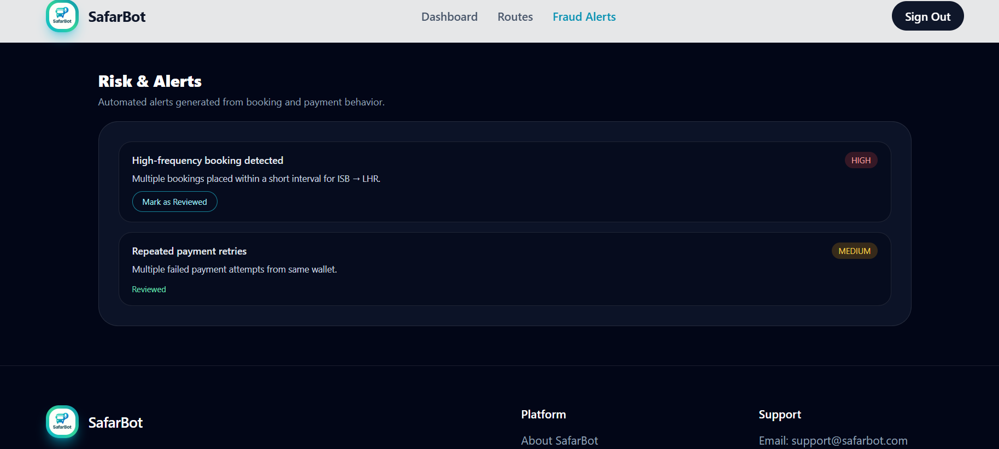 SafarBot
SafarBot
Dashboard
Routes
Fraud Alerts
Sign Out
Risk & Alerts
Automated alerts generated from booking and payment behavior.
High-frequency booking detected
HIGH
Multiple bookings placed within a short interval for ISB → LHR.
Mark as Reviewed
Repeated payment retries
MEDIUM
Multiple failed payment attempts from same wallet.
Reviewed
SafarBot
SafarBot
Platform
Support
About SafarBot
Email: support@safarbot.com